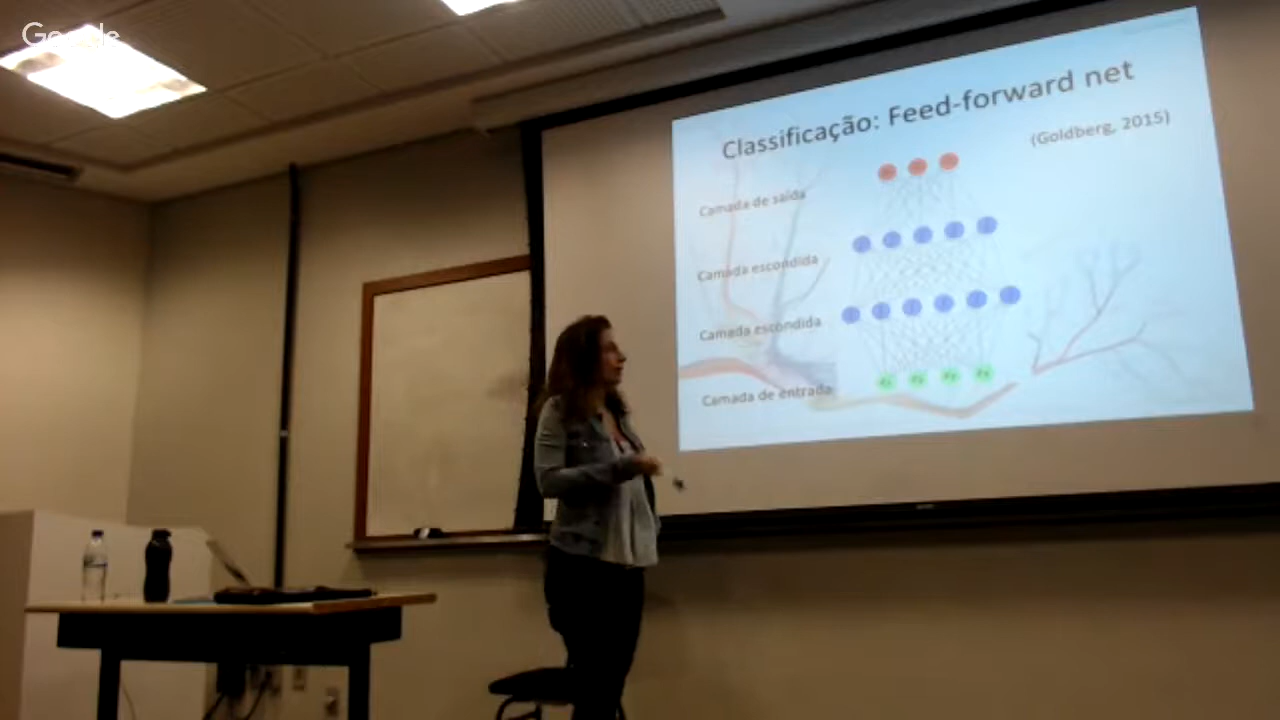 Google
Classificação: Feed-forward net
(Goldberg, 2015)
Camada de saída
Camada escondida
Camada escondida
Camada de entrada